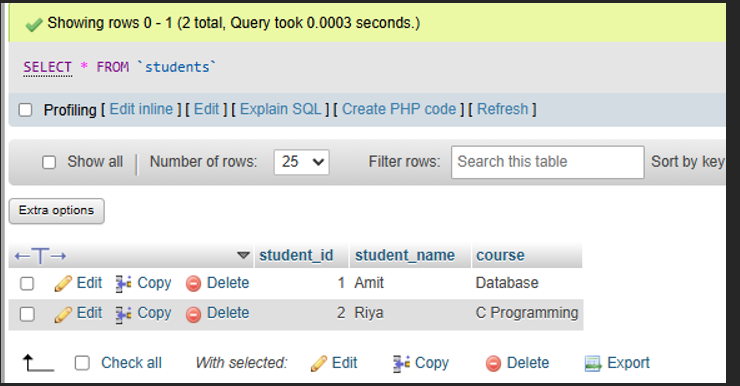 Showing rows 0 - 1 (2 total, Query took 0.0003 seconds.)
SELECT * FROM `students`
Profiling [ Edit inline ] [ Edit ] [ Explain SQL ] [ Create PHP code ] [ Refresh ]
Show all | Number of rows: 25 Filter rows: Search this table Sort by key
Extra options
←T→ student_id student_name course
Edit Copy Delete 1 Amit Database
Edit Copy Delete 2 Riya C Programming
Check all With selected: Edit Copy Delete Export